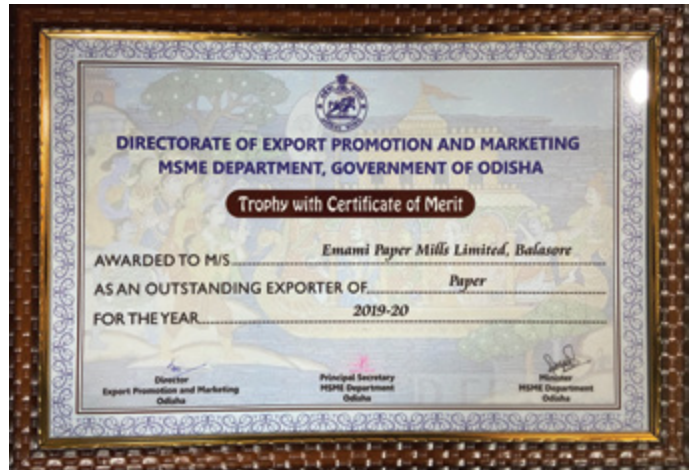 DIRECTORATE OF EXPORT PROMOTION AND MARKETING
MSME DEPARTMENT, GOVERNMENT OF ODISHA
Trophy with Certificate of Merit
AWARDED TO M/S Emami Paper Mills Limited, Balasore
AS AN OUTSTANDING EXPORTER OF Paper
FOR THE YEAR 2019-20
Director
Export Promotion and Marketing
Odisha
Principal Secretary
MSME Department
Odisha
Minister
MSME Department
Odisha